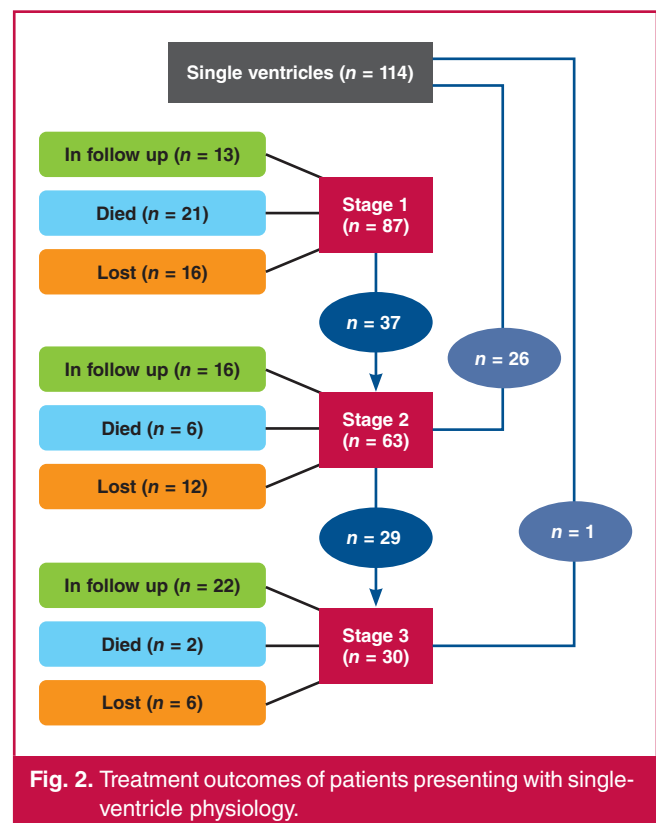 Single ventricles (n = 114)
In follow up (n = 13)
Died (n = 21)
Lost (n = 16)
Stage 1
(n = 87)
n = 37
In follow up (n = 16)
Died (n = 6)
Lost (n = 12)
Stage 2
(n = 63)
n = 26
n = 29
n = 1
In follow up (n = 22)
Died (n = 2)
Lost (n = 6)
Stage 3
(n = 30)
Fig. 2. Treatment outcomes of patients presenting with single-
ventricle physiology.